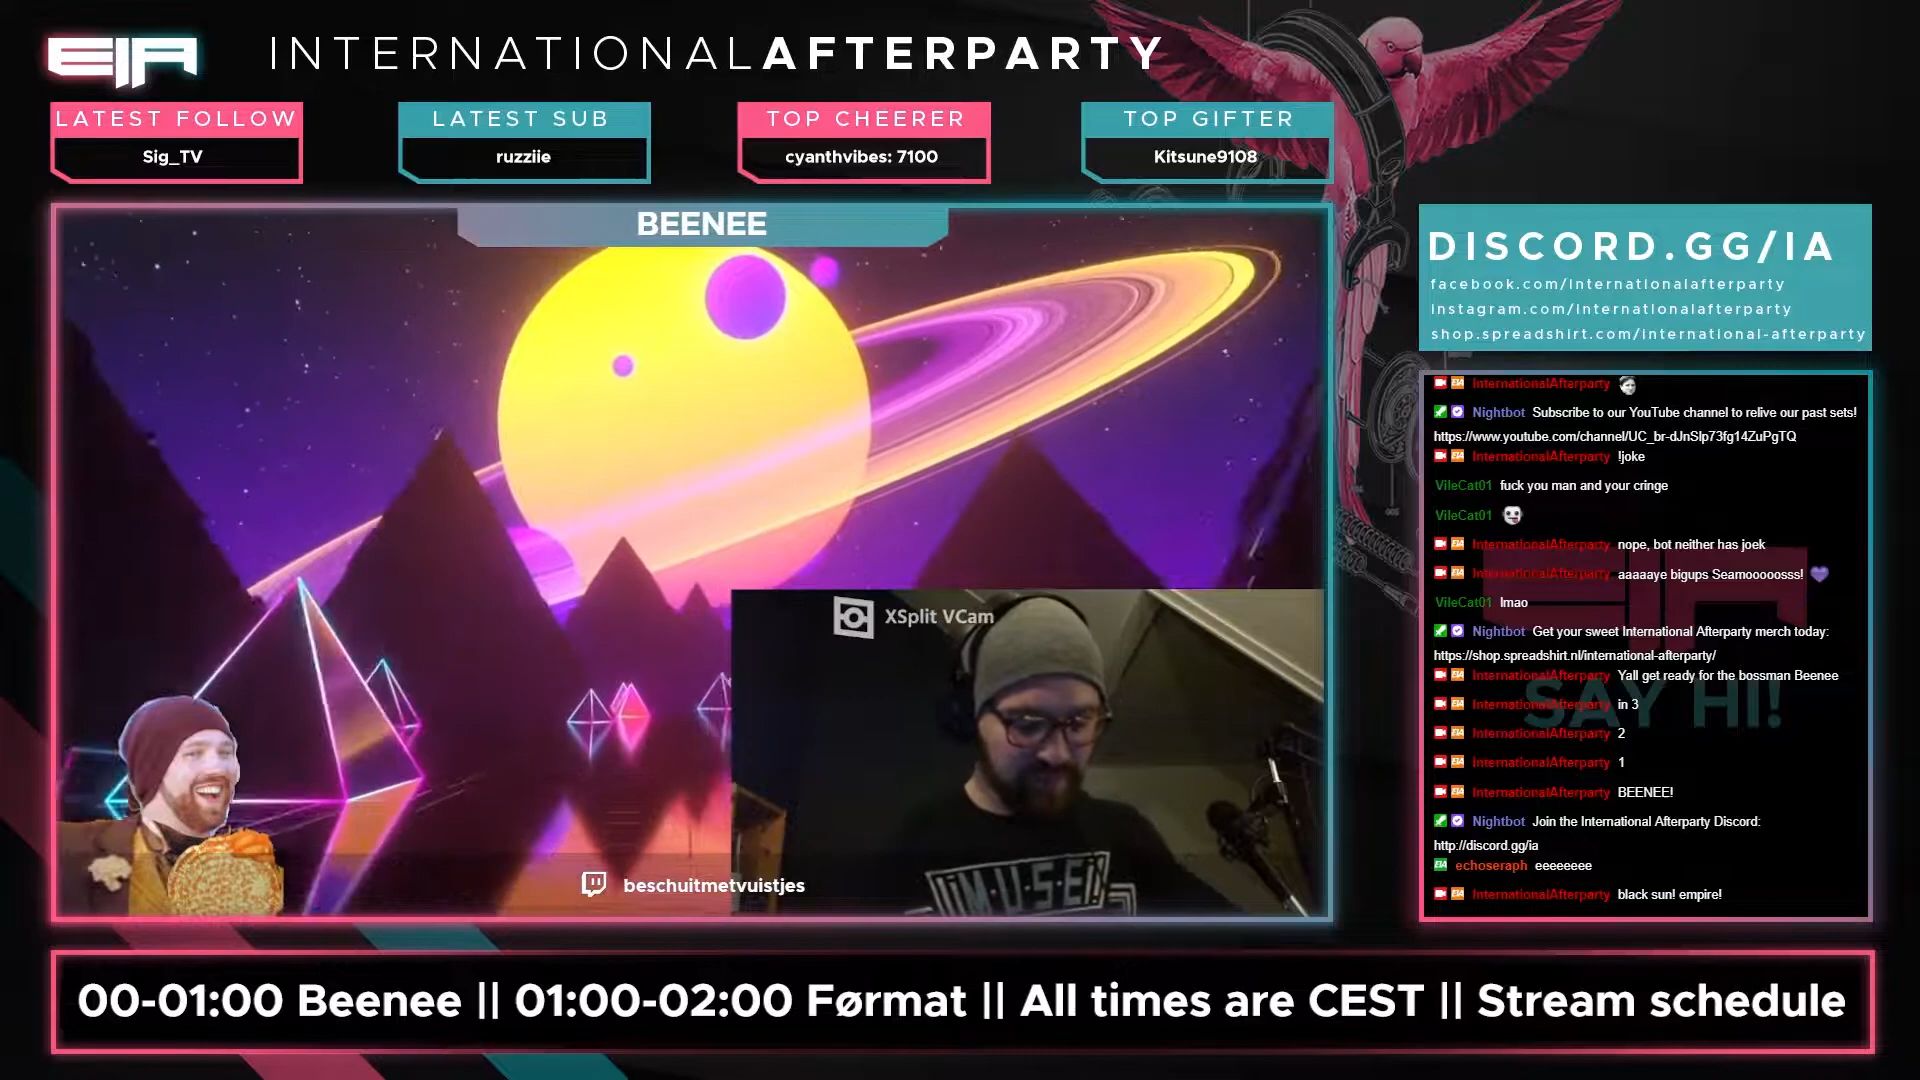 EIA
INTERNATIONALAFTERPARTY
LATEST FOLLOW
Sig_TV
LATEST SUB
ruzziie
TOP CHEERER
cyanthvibes: 7100
TOP GIFTER
Kitsune9108
BEENEE
XSplit VCam
beschuitmetvuistjes
DISCORD.GG/IA
facebook.com/internationalafterparty
instagram.com/internationalafterparty
shop.spreadshirt.com/international-afterparty
InternationalAfterparty
Nightbot Subscribe to our YouTube channel to relive our past sets!
https://www.youtube.com/channel/UC_br-dJnSlp73fg14ZuPgTQ
InternationalAfterparty !joke
VileCat01 fuck you man and your cringe
VileCat01
InternationalAfterparty nope, bot neither has joek
InternationalAfterparty aaaaaye bigups Seamooooosss! 💜
VileCat01 lmao
Nightbot Get your sweet International Afterparty merch today:
https://shop.spreadshirt.nl/international-afterparty/
InternationalAfterparty Yall get ready for the bossman Beenee
InternationalAfterparty in 3
SAY HI!
InternationalAfterparty 2
InternationalAfterparty 1
InternationalAfterparty BEENEE!
Nightbot Join the International Afterparty Discord:
http://discord.gg/ia
echoseraph eeeeeeee
InternationalAfterparty black sun! empire!
00-01:00 Beenee || 01:00-02:00 Førmat || All times are CEST || Stream schedule